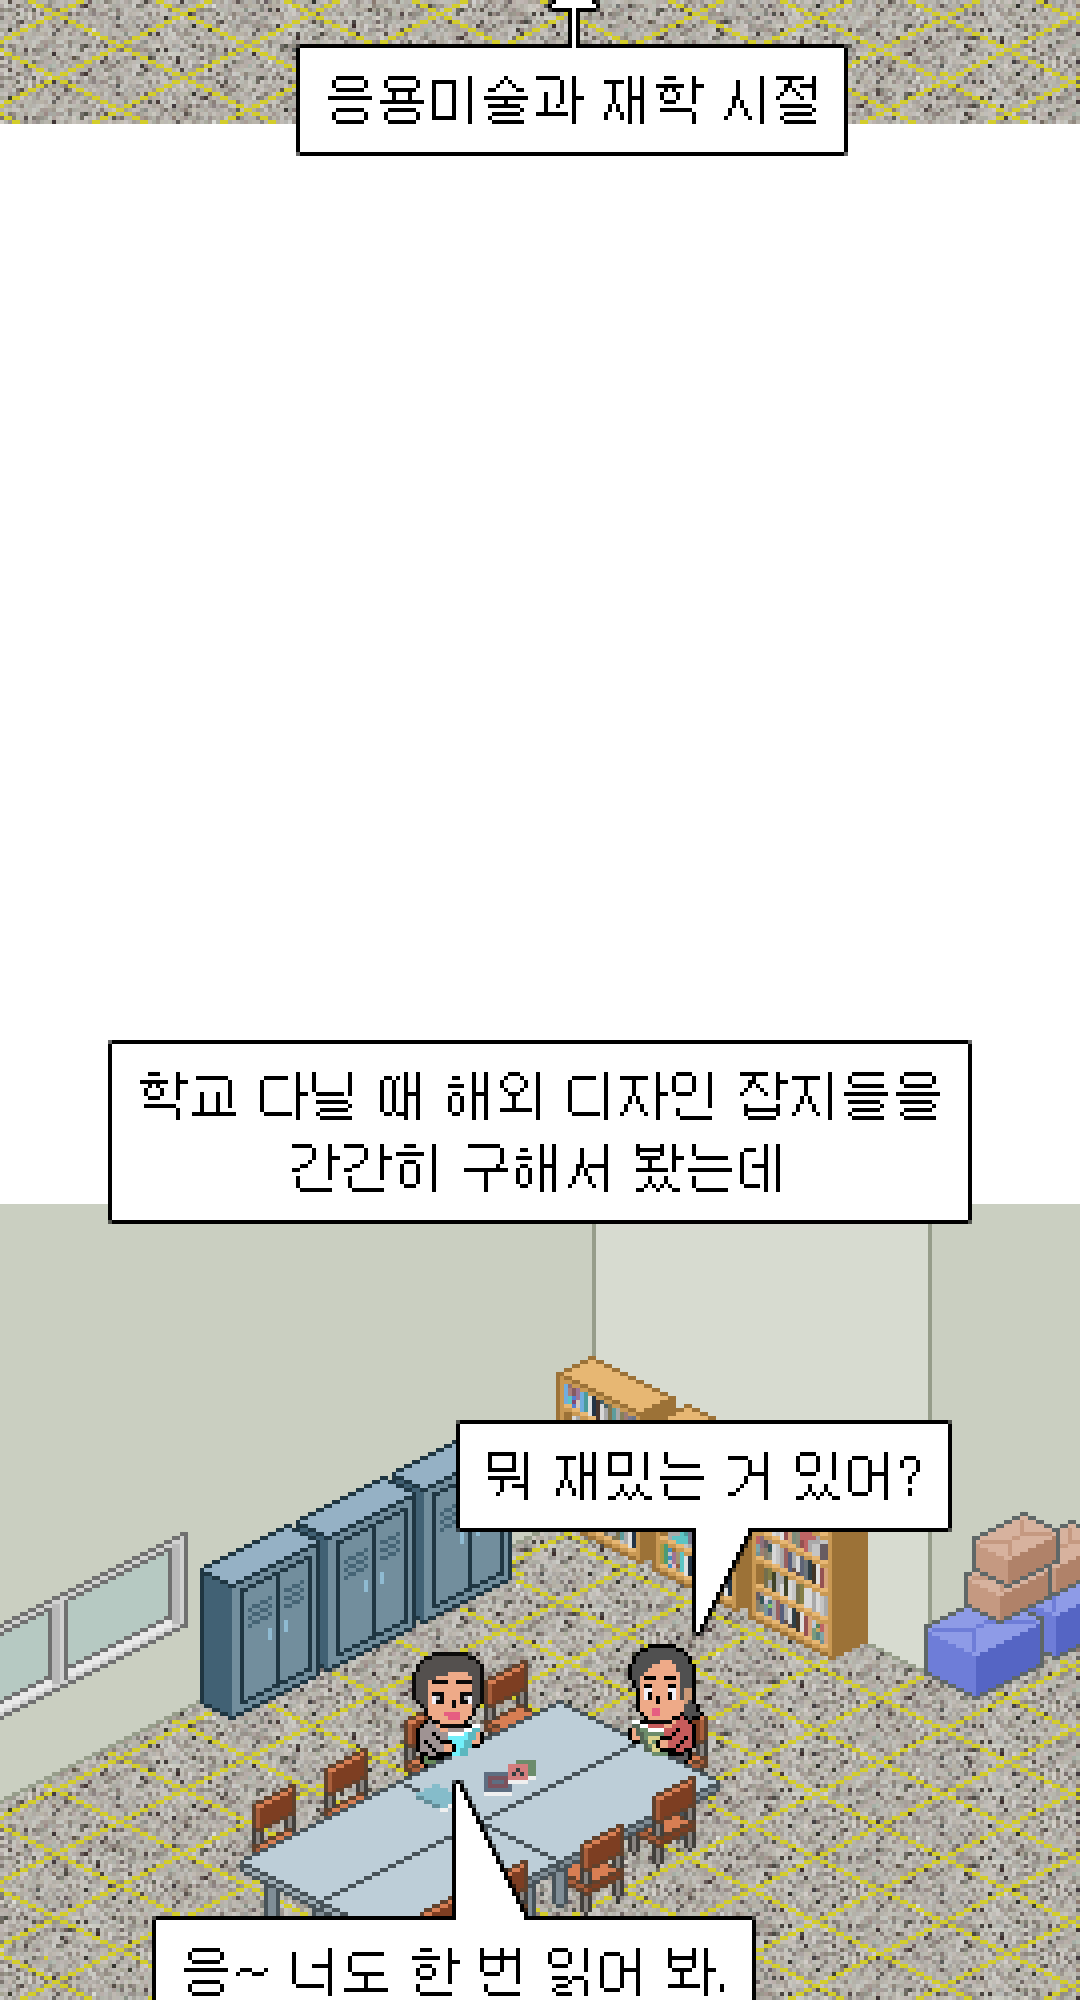 응용미술과 재학 시절
학교 다닐 때 해외 디자인 잡지들을
간간히 구해서 봤는데
뭐 재밌는 거 있어?
응~ 너도 한 번 읽어 봐.